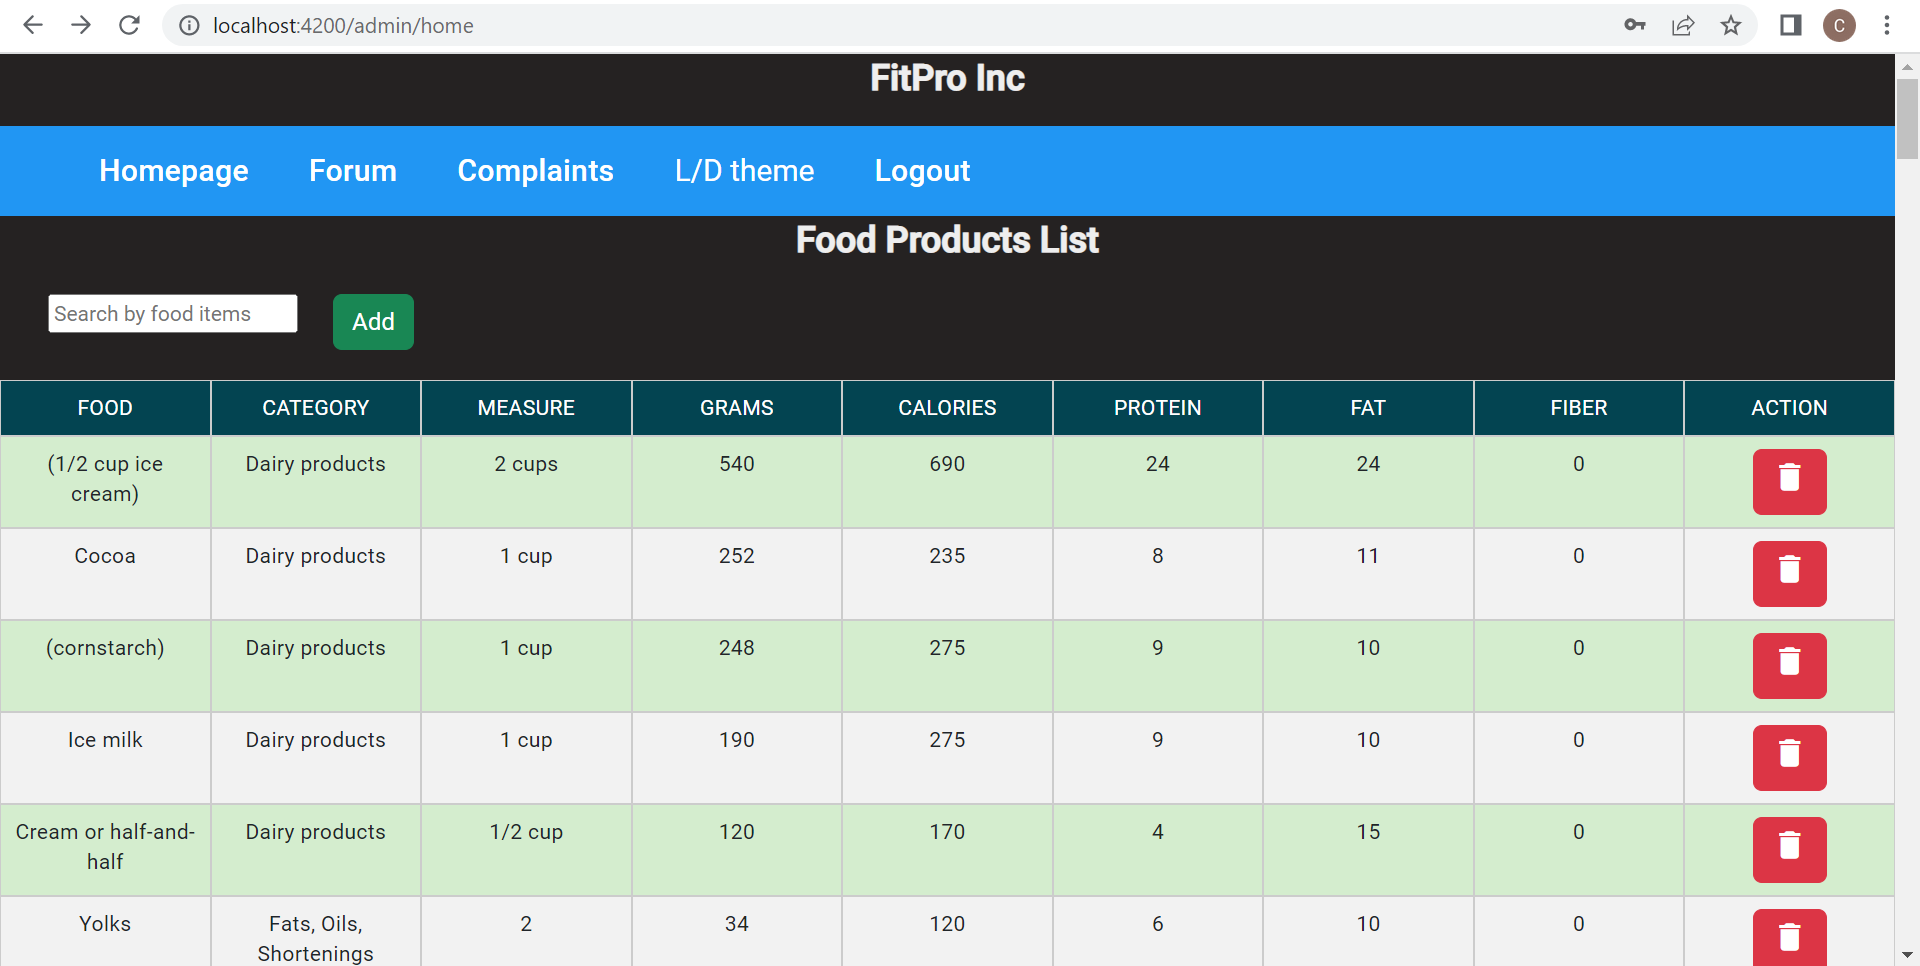 localhost:4200/admin/home
C
FitPro Inc
Homepage Forum Complaints L/D theme Logout
Food Products List
Search by food items Add
FOOD CATEGORY MEASURE GRAMS CALORIES PROTEIN FAT FIBER ACTION
(1/2 cup ice Dairy products 2 cups 540 690 24 24 0
cream)
Cocoa Dairy products 1 cup 252 235 8 11 0
(cornstarch) Dairy products 1 cup 248 275 9 10 0
Ice milk Dairy products 1 cup 190 275 9 10 0
Cream or half-and- Dairy products 1/2 cup 120 170 4 15 0
half
Yolks Fats, Oils, 2 34 120 6 10 0
Shortenings